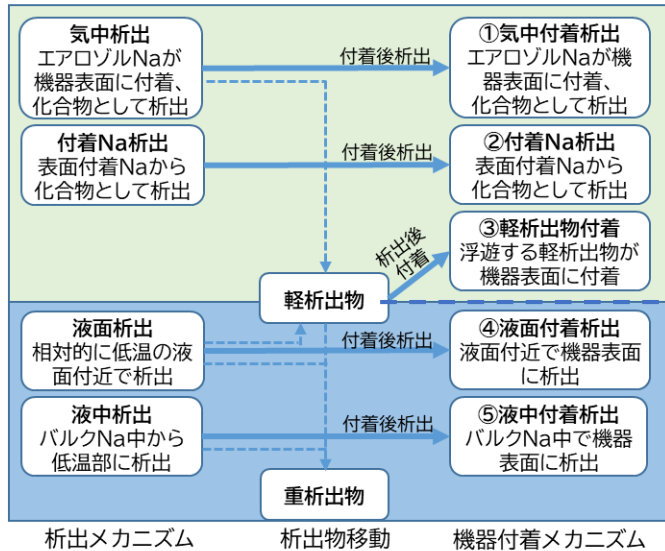 気中析出
エアロゾルNaが
機器表面に付着、
化合物として析出
付着後析出
①気中付着析出
エアロゾルNaが機
器表面に付着、
化合物として析出
付着Na析出
表面付着Naから
化合物として析出
付着後析出
②付着Na析出
表面付着Naから
化合物として析出
析出後
付着
③軽析出物付着
浮遊する軽析出物が
機器表面に付着
軽析出物
液面析出
相対的に低温の液
面付近で析出
付着後析出
④液面付着析出
液面付近で機器表面
に析出
液中析出
バルクNa中から
低温部に析出
付着後析出
⑤液中付着析出
バルクNa中で機器
表面に析出
重析出物
析出メカニズム
析出物移動
機器付着メカニズム